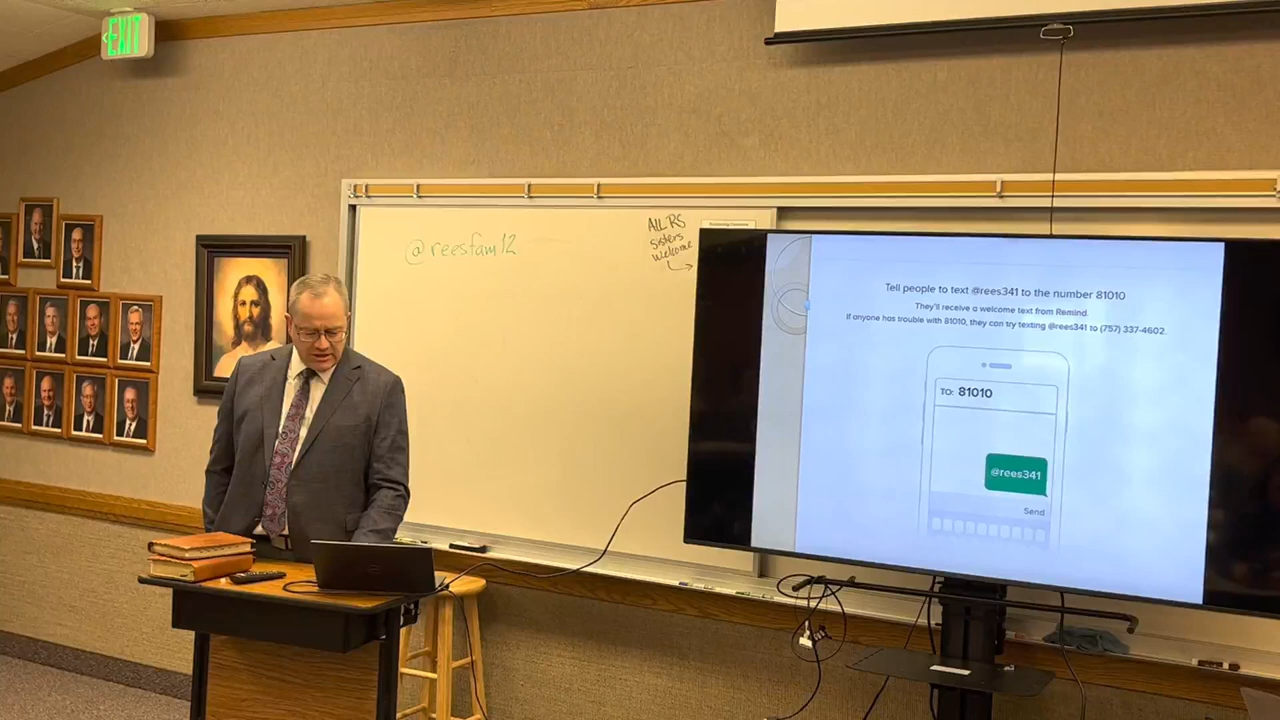 EXIT
@reesfam12
ALL RS
sisters
welcome
Tell people to text @rees341 to the number 81010
They'll receive a welcome text from Remind.
If anyone has trouble with 81010, they can try texting @rees341 to (757) 337-4602.
TO: 81010
@rees341
Send